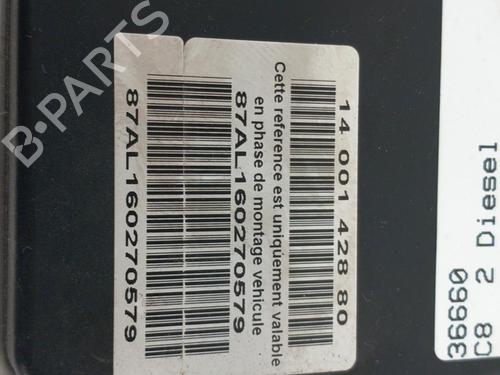 14 001 428 80
Cette reference est uniquement valable
en phase de montage vehicule
87AL160270579
87AL160270579
36660
C8 2 Diesel
B-PARTS